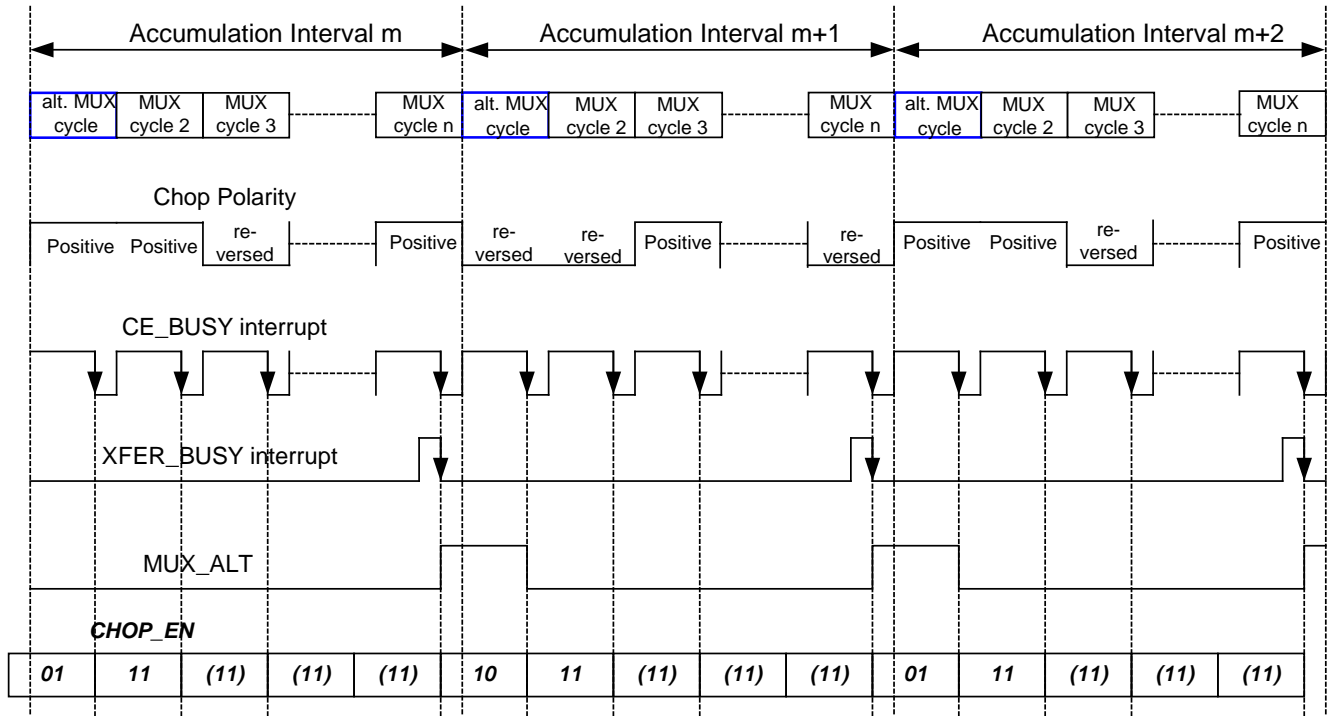 Accumulation Interval m Accumulation Interval m+1 Accumulation Interval m+2
alt. MUX MUX MUX MUX alt. MUX MUX MUX MUX alt. MUX MUX MUX MUX
cycle cycle 2 cycle 3 cycle n cycle cycle 2 cycle 3 cycle n cycle cycle 2 cycle 3 cycle n
Chop Polarity
re- re- re- re- re-
Positive Positive versed Positive versed versed Positive versed Positive Positive versed Positive
CE_BUSY interrupt
XFER_BUSY interrupt
MUX_ALT
CHOP_EN
01 11 (11) (11) (11) 10 11 (11) (11) (11) 01 11 (11) (11) (11)